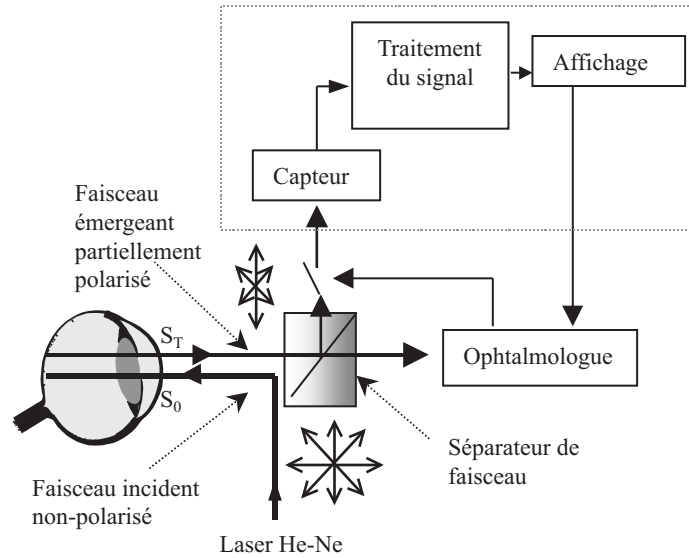 Traitement
du signal
Affichage
Capteur
Faisceau
émergeant
partiellement
polarisé
S_T
S_0
Ophtalmologue
Séparateur de
faisceau
Faisceau incident
non-polarisé
Laser He-Ne